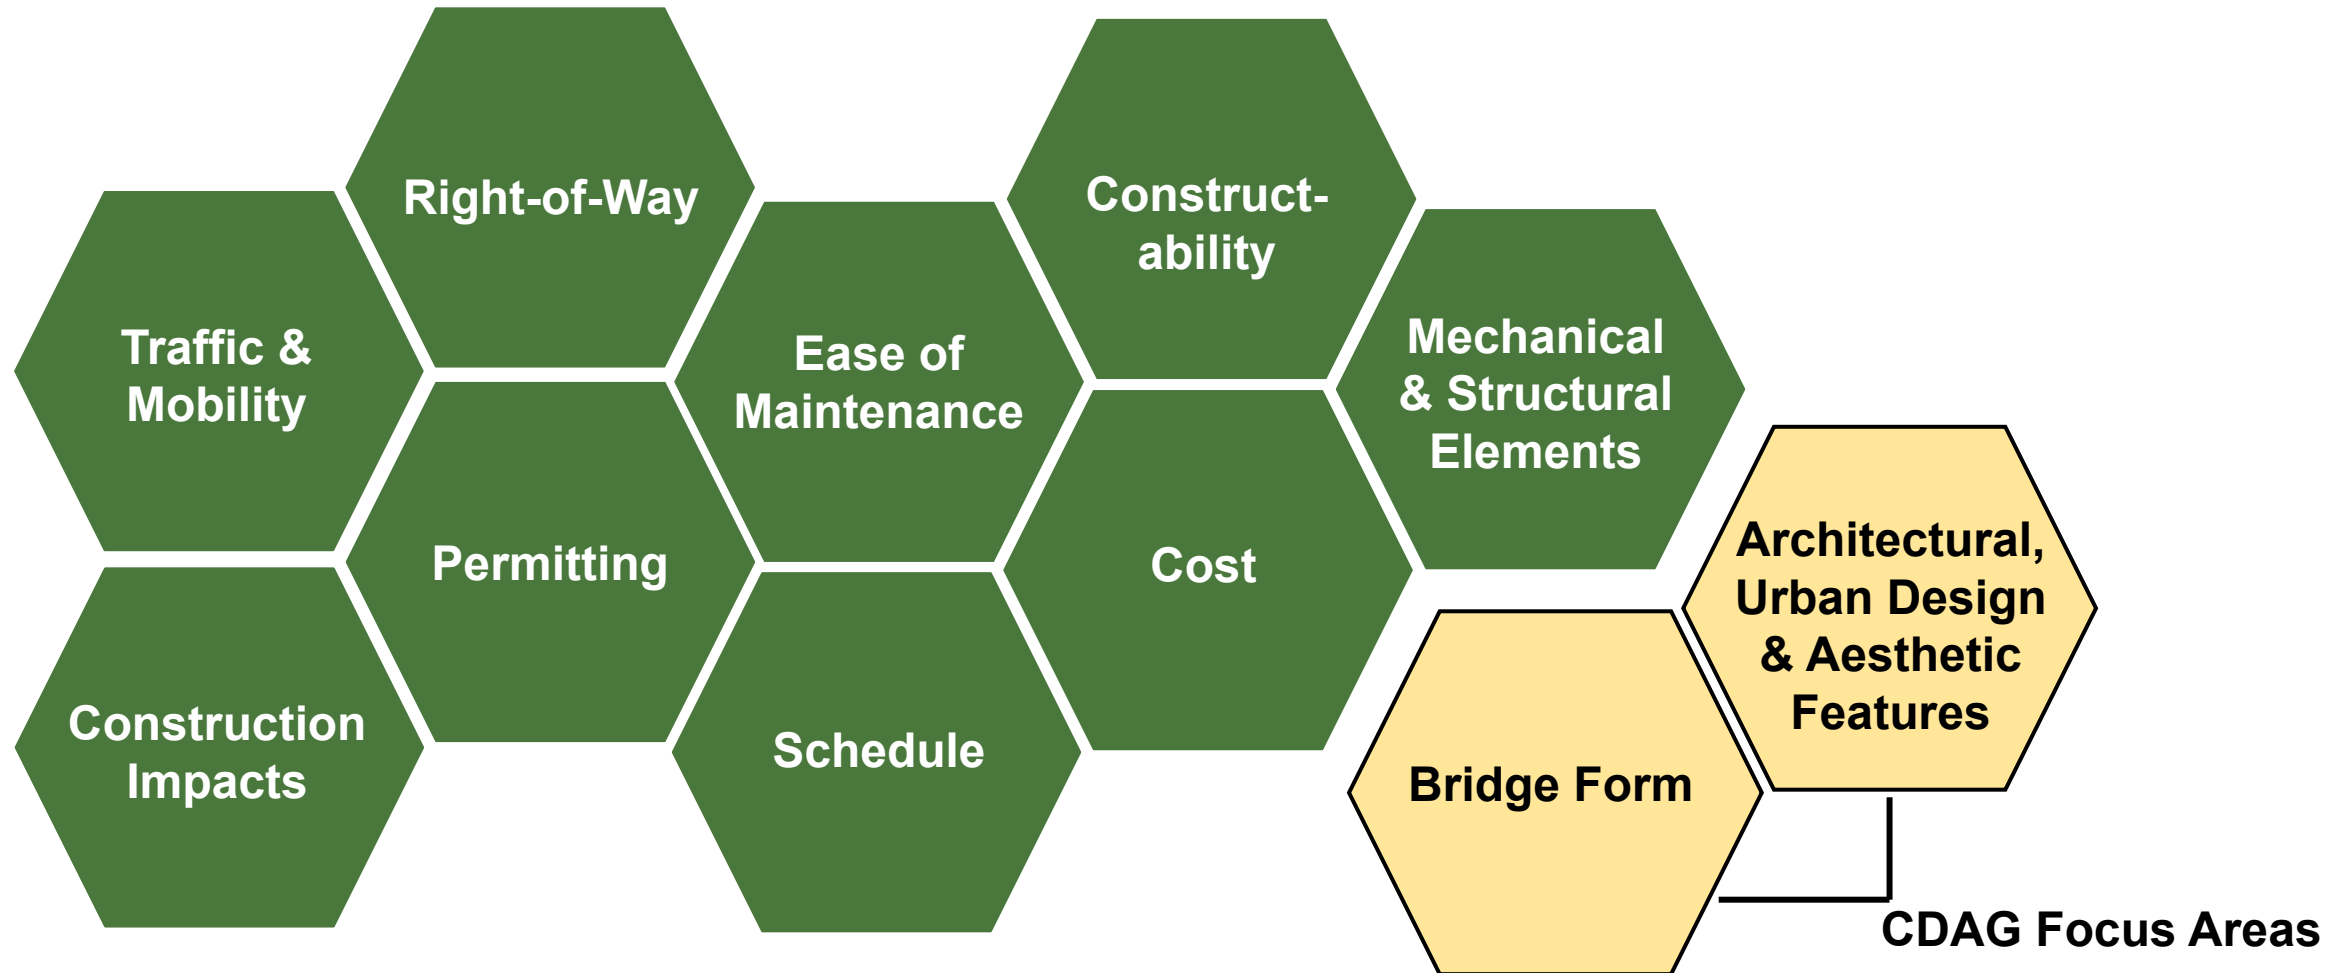 Right-of-Way
Construct-
ability
Traffic &
Mobility
Ease of
Maintenance
Mechanical
& Structural
Elements
Permitting
Cost
Architectural,
Urban Design
& Aesthetic
Features
Construction
Impacts
Schedule
Bridge Form
CDAG Focus Areas